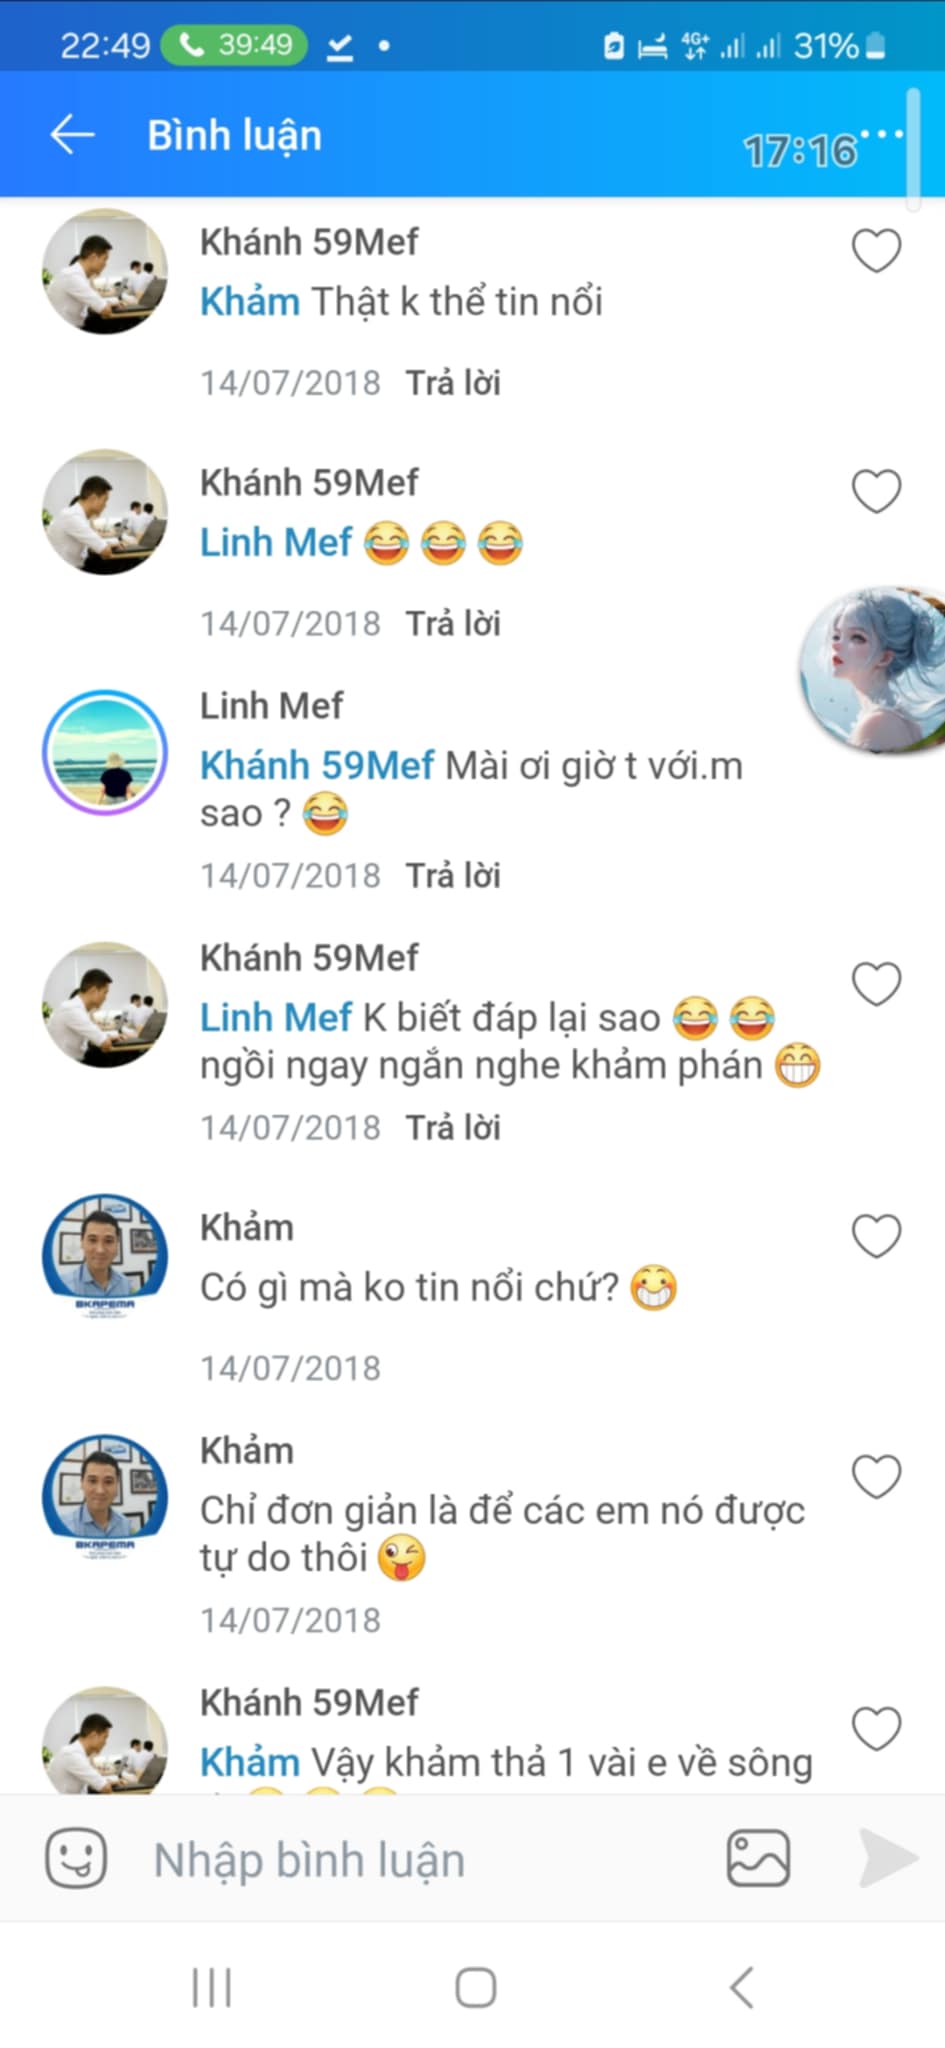 22:49 39:49 4G+ 31%
Bình luận
17:16
Khánh 59Mef
Khảm Thật k thể tin nổi
14/07/2018 Trả lời
Khánh 59Mef
Linh Mef 😂 😂 😂
14/07/2018 Trả lời
Linh Mef
Khánh 59Mef Mài ơi giờ t với.m
sao ? 😂
14/07/2018 Trả lời
Khánh 59Mef
Linh Mef K biết đáp lại sao 😂 😂
ngồi ngay ngắn nghe khảm phán 😁
14/07/2018 Trả lời
BKAPEMA
Khảm
Có gì mà ko tin nổi chứ? 😁
14/07/2018
BKAPEMA
Khảm
Chỉ đơn giản là để các em nó được
tự do thôi 😜
14/07/2018
Khánh 59Mef
Khảm Vậy khảm thả 1 vài e về sông
Nhập bình luận